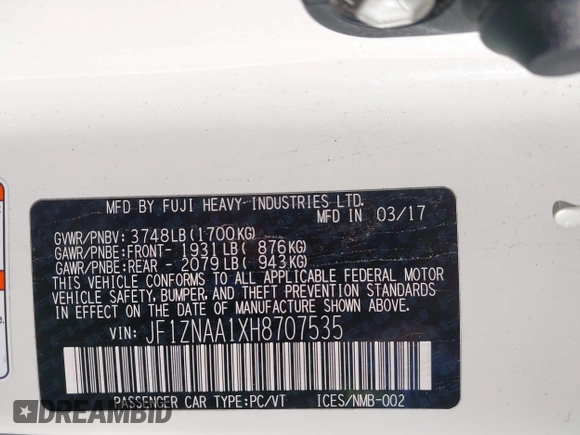 MFD BY FUJI HEAVY INDUSTRIES LTD.
MFD IN 03/17
GVWR/PNBV: 3748LB(1700KG)
GAWR/PNBE:FRONT- 1931LB( 876KG)
GAWR/PNBE:REAR - 2079LB( 943KG)
THIS VEHICLE CONFORMS TO ALL APPLICABLE FEDERAL MOTOR
VEHICLE SAFETY, BUMPER, AND THEFT PREVENTION STANDARDS
IN EFFECT ON THE DATE OF MANUFACTURE SHOWN ABOVE.
VIN: JF1ZNAA1XH8707535
PASSENGER CAR TYPE:PC/VT ICES/NMB-002
DREAMBID